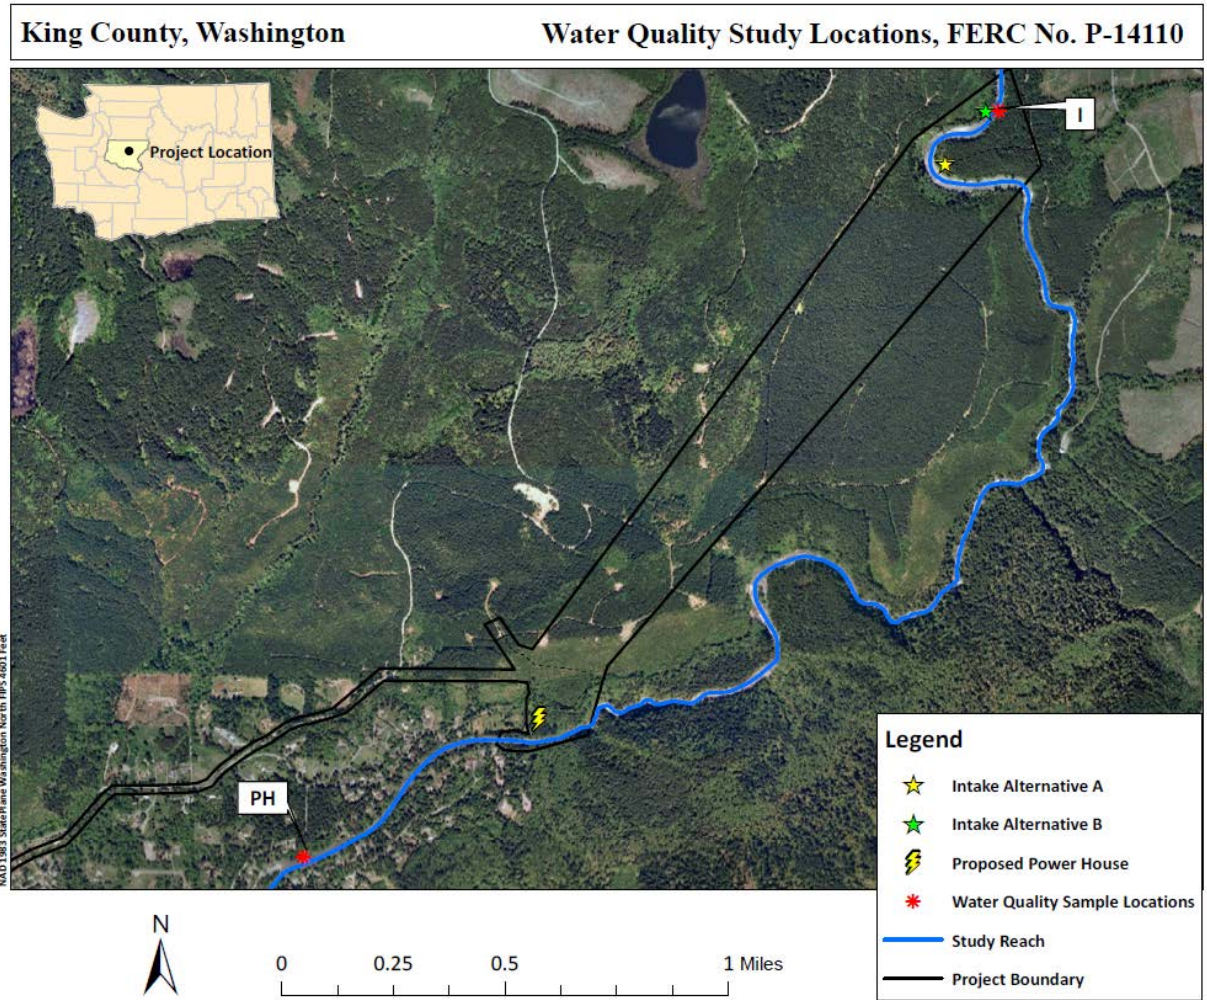 King County, Washington
Water Quality Study Locations, FERC No. P-14110
Project Location
I
PH
NAD 1983 StatePlane Washington North FIPS 4601 Feet
Legend
Intake Alternative A
Intake Alternative B
Proposed Power House
Water Quality Sample Locations
Study Reach
Project Boundary
N
0 0.25 0.5 1 Miles